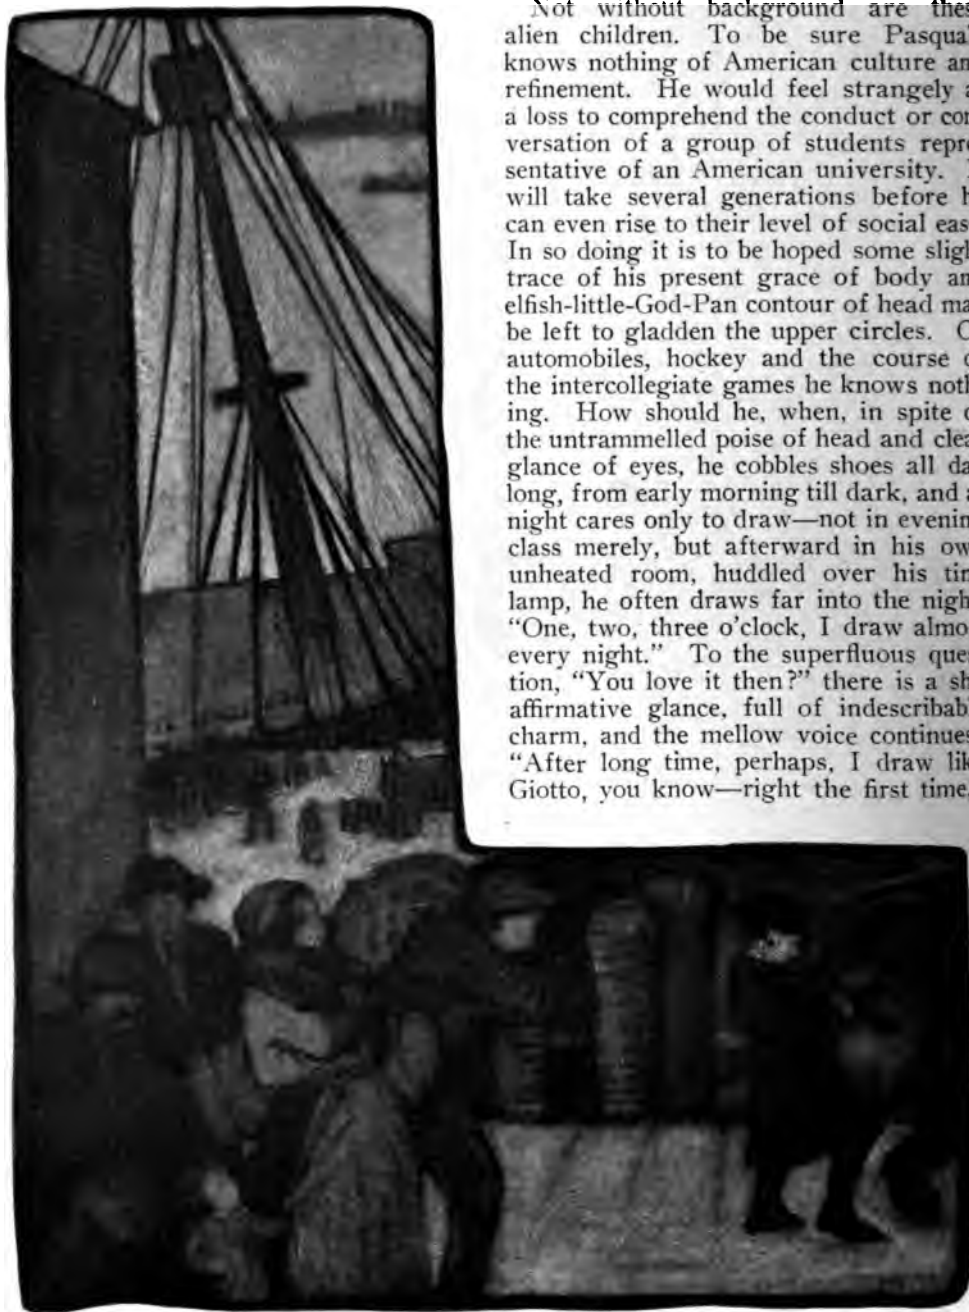 Not without background are thes
alien children. To be sure Pasqua
knows nothing of American culture an
refinement. He would feel strangely a
a loss to comprehend the conduct or con
versation of a group of students repre
sentative of an American university.
will take several generations before h
can even rise to their level of social eas
In so doing it is to be hoped some sligh
trace of his present grace of body an
elfish-little-God-Pan contour of head ma
be left to gladden the upper circles. O
automobiles, hockey and the course o
the intercollegiate games he knows noth
ing. How should he, when, in spite o
the untrammelled poise of head and clea
glance of eyes, he cobbles shoes all da
long, from early morning till dark, and a
night cares only to draw—not in evenin
class merely, but afterward in his ow
unheated room, huddled over his tin
lamp, he often draws far into the nigh
“One, two, three o’clock, I draw almo
every night.” To the superfluous ques
tion, “You love it then?” there is a sh
affirmative glance, full of indescribab
charm, and the mellow voice continues
“After long time, perhaps, I draw lik
Giotto, you know—right the first time,